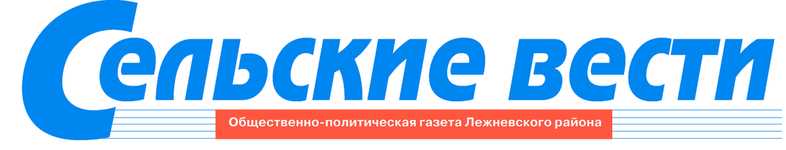 Сельские вести
Общественно-политическая газета Лежневского района